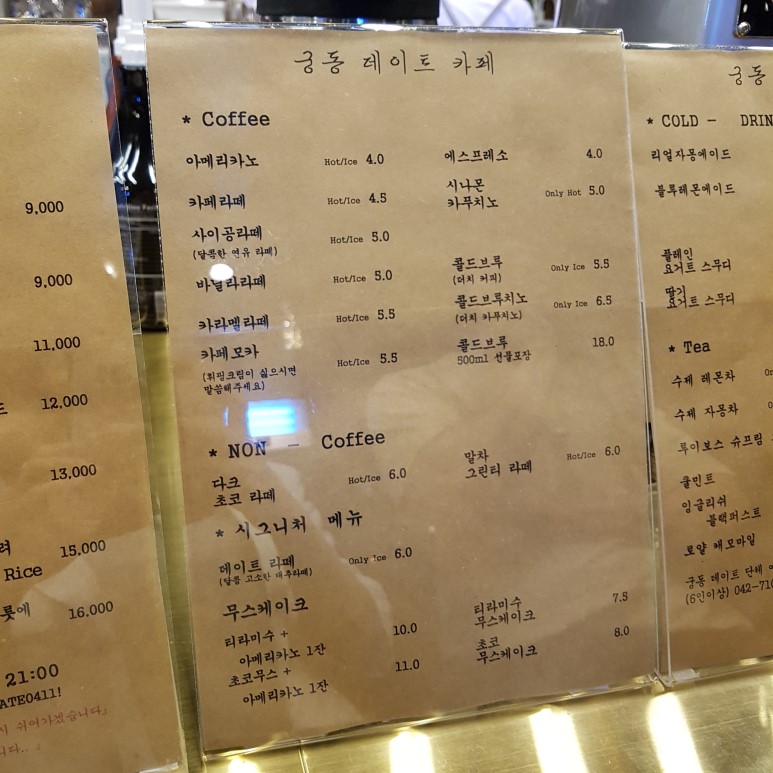 9,000
9,000
11,000
12,000
13,000
15,000
Rice
16,000
21:00
ATE0411!
궁동 데이트 카페
* Coffee
아메리카노 Hot/Ice 4.0
카페라떼 Hot/Ice 4.5
사이공라떼 Hot/Ice 5.0
(달콤한 연유 라떼)
바닐라라떼 Hot/Ice 5.0
카라멜라떼 Hot/Ice 5.5
카페모카 Hot/Ice 5.5
(휘핑크림이 싫으시면
말씀해주세요)
에스프레소 4.0
시나몬
카푸치노 Only Hot 5.0
콜드브루 Only Ice 5.5
(더치 커피)
콜드브루치노 Only Ice 6.5
(더치 카푸치노)
콜드브루 18.0
500ml 선물포장
* NON - Coffee
다크
초코 라떼 Hot/Ice 6.0
말차
그린티 라떼 Hot/Ice 6.0
* 시그니처 메뉴
데이트 라떼 Only Ice 6.0
(달콤 고소한 대추라떼)
무스케이크
티라미수 + 10.0
아메리카노 1잔
초코무스 + 11.0
아메리카노 1잔
티라미수 7.5
무스케이크
초코 8.0
무스케이크
궁동
* COLD - DRIN
리얼자몽에이드
블루레몬에이드
플레인
요거트 스무디
딸기
요거트 스무디
* Tea
수제 레몬차
수제 자몽차
루이보스 슈프림
쿨민트
잉글리쉬
블랙퍼스트
로얄 캐모마일
궁동 데이트 단체
(6인이상) 042-710